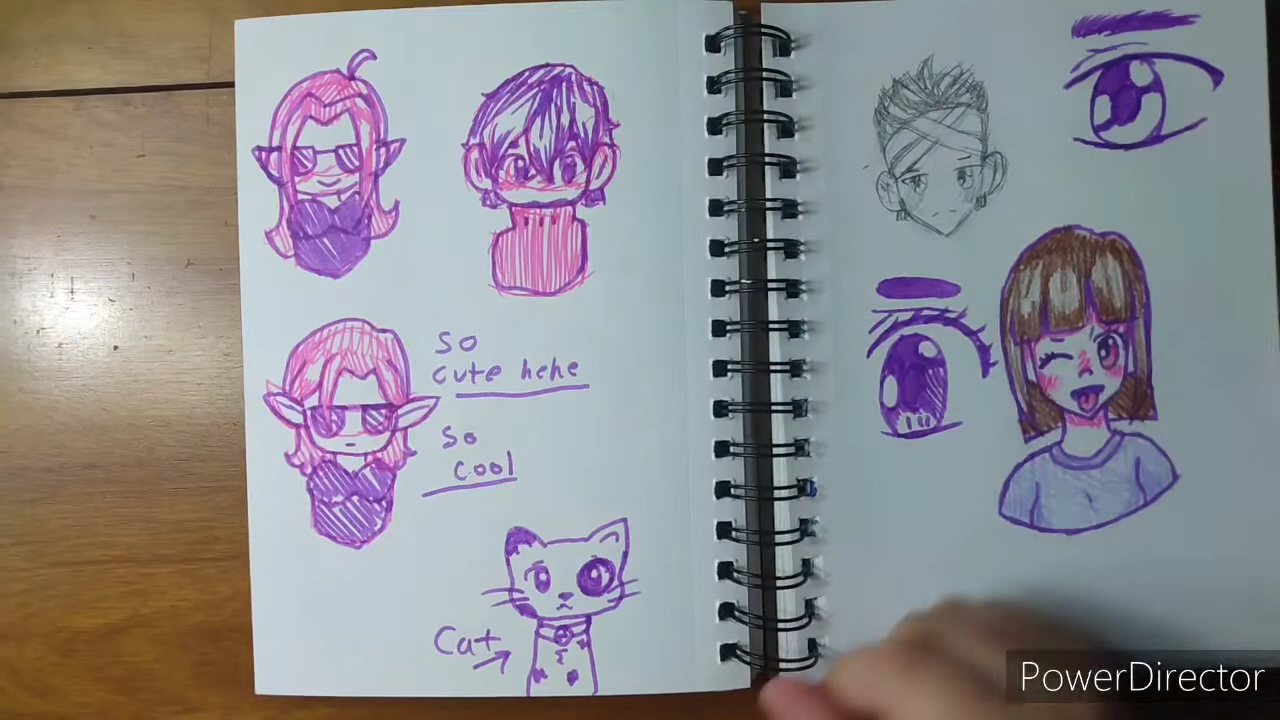 so
cute hehe
so
cool
Cat
PowerDirector